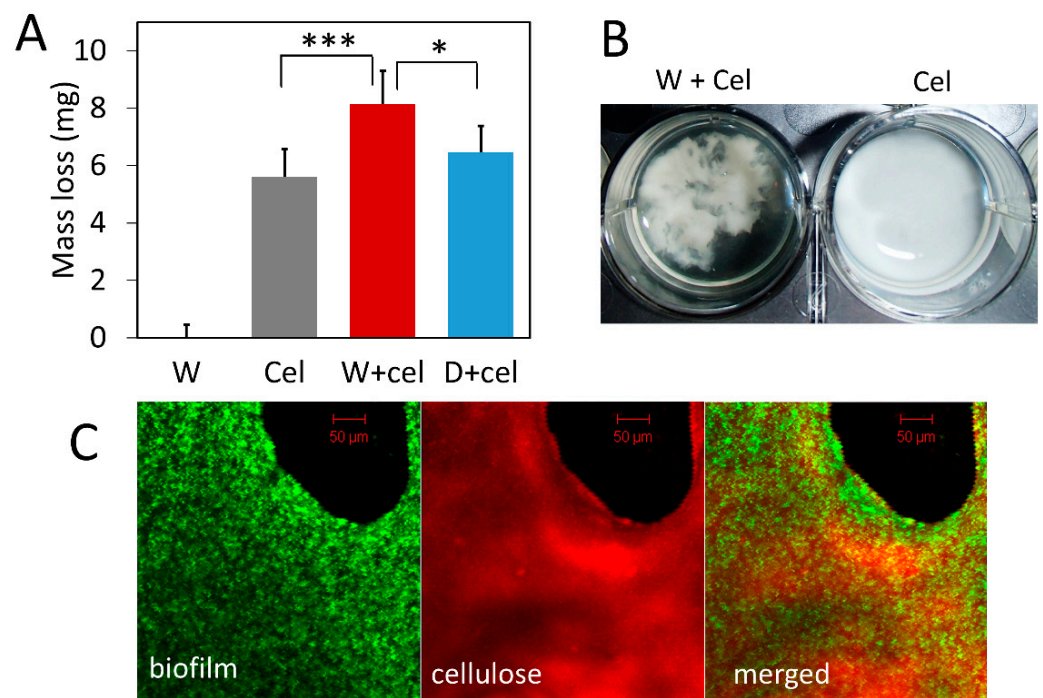 A
Mass loss (mg)
10
8
6
4
2
0
***
*
W Cel W+cel D+cel
B
W + Cel Cel
C
50 µm 50 µm 50 µm
biofilm cellulose merged